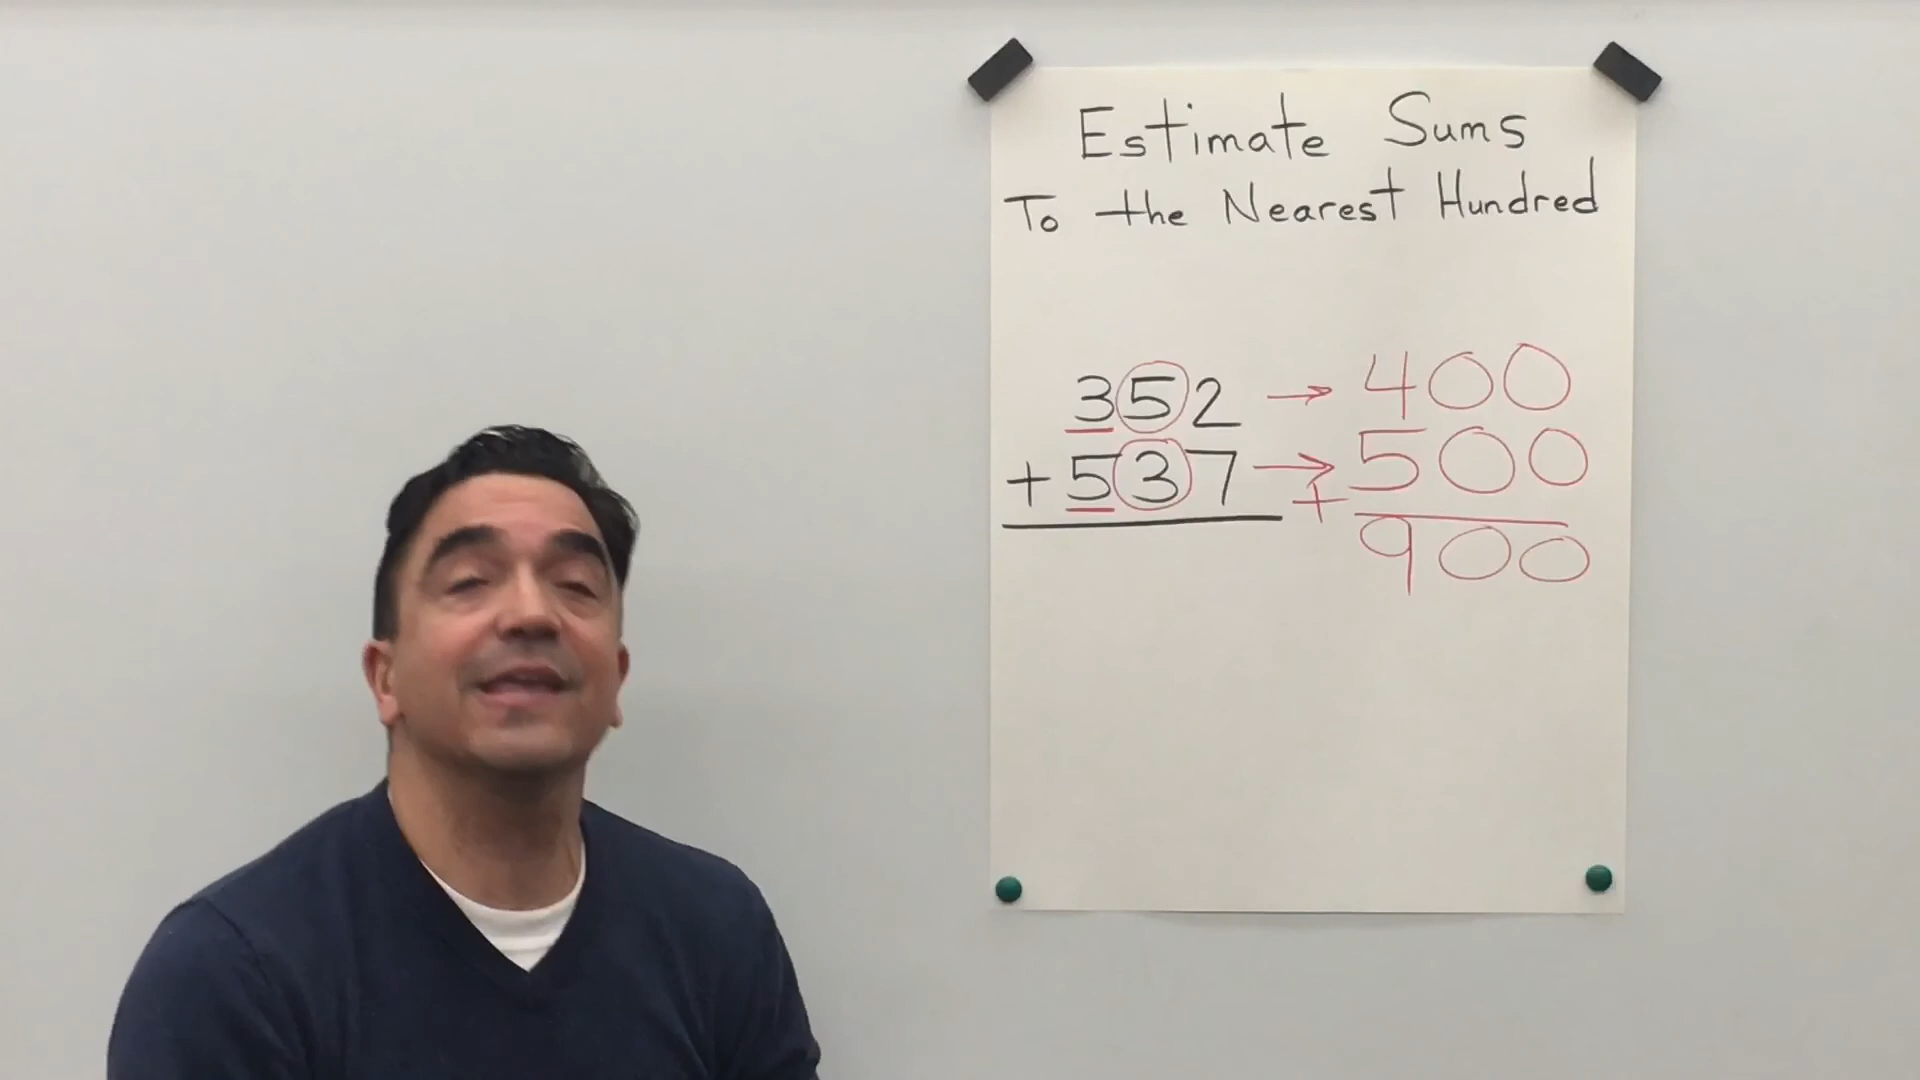 Estimate Sums
To the Nearest Hundred
352 → 400
+ 537 → + 500
900